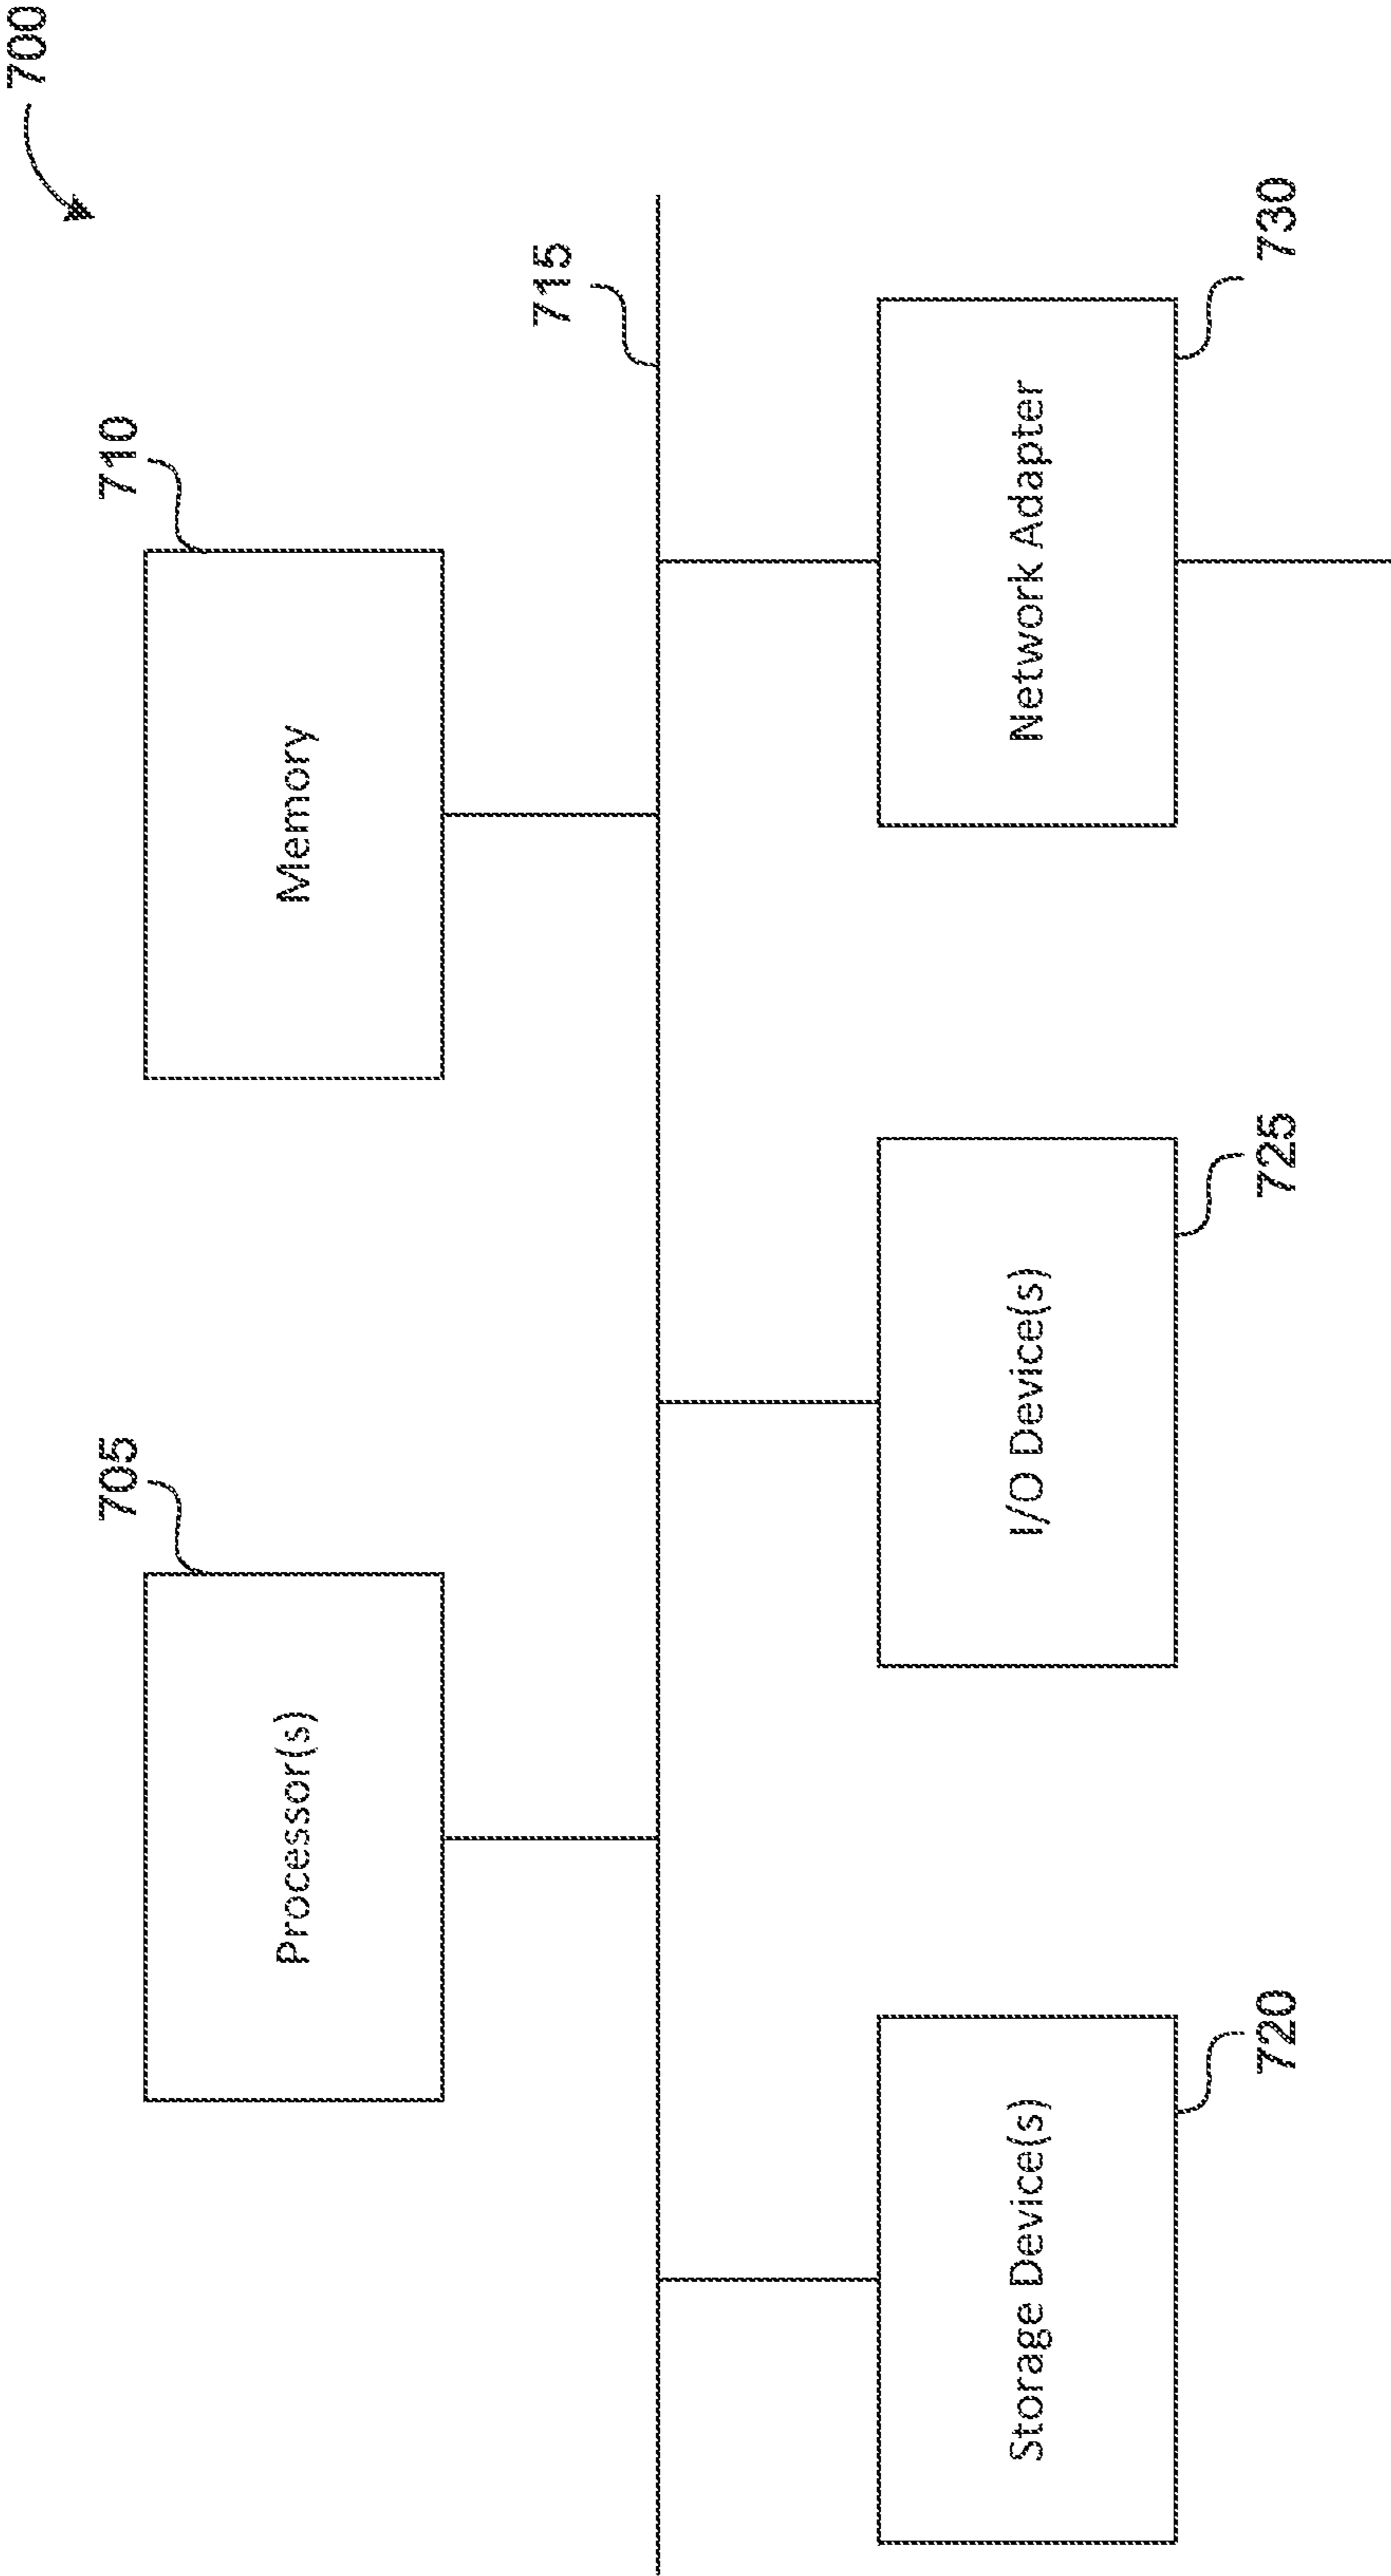 700
705
Processor(s)
710
Memory
715
Storage Device(s)
720
I/O Device(s)
725
Network Adapter
730